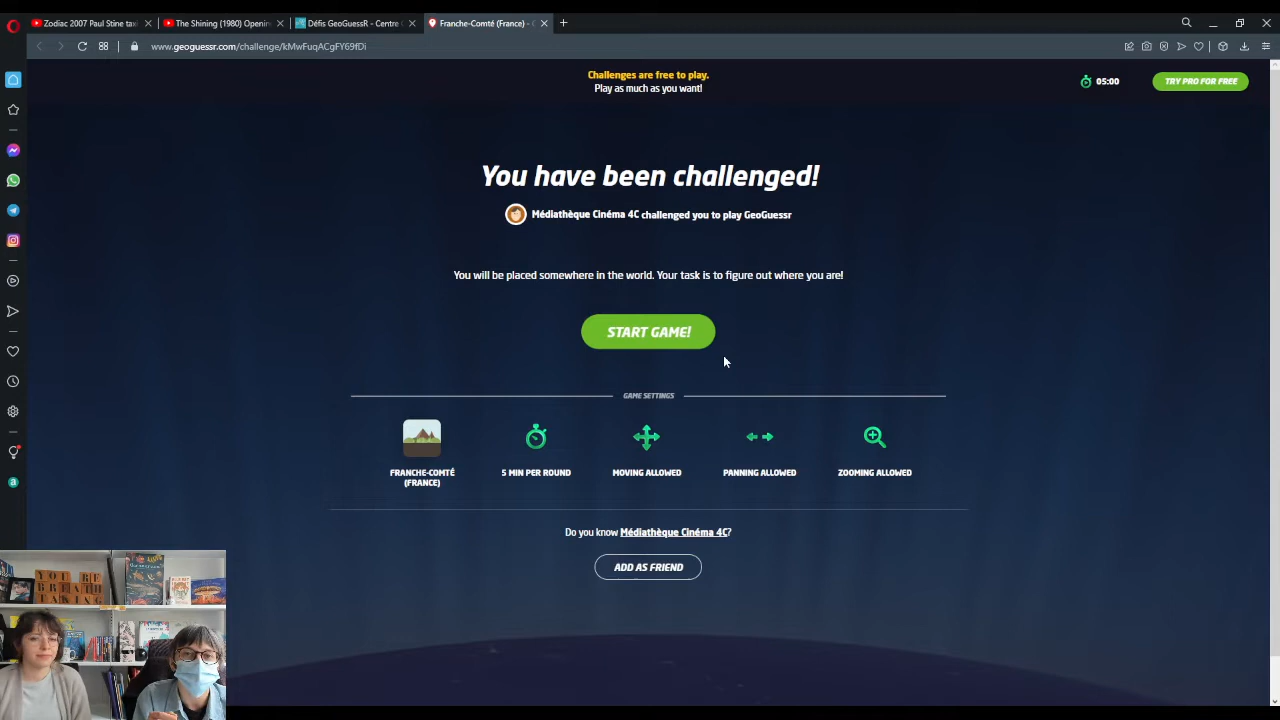 Zodiac 2007 Paul Stine tax
The Shining (1980) Openin
Défis GeoGuessR - Centre
Franche-Comté (France) -
www.geoguessr.com/challenge/kMwFuqACgFY69fDi
Challenges are free to play.
Play as much as you want!
05:00
TRY PRO FOR FREE
You have been challenged!
Médiathèque Cinéma 4C challenged you to play GeoGuessr
You will be placed somewhere in the world. Your task is to figure out where you are!
START GAME!
GAME SETTINGS
FRANCHE-COMTÉ
(FRANCE)
5 MIN PER ROUND
MOVING ALLOWED
PANNING ALLOWED
ZOOMING ALLOWED
Do you know Médiathèque Cinéma 4C?
ADD AS FRIEND
YOU RE
BREATH
TAKING